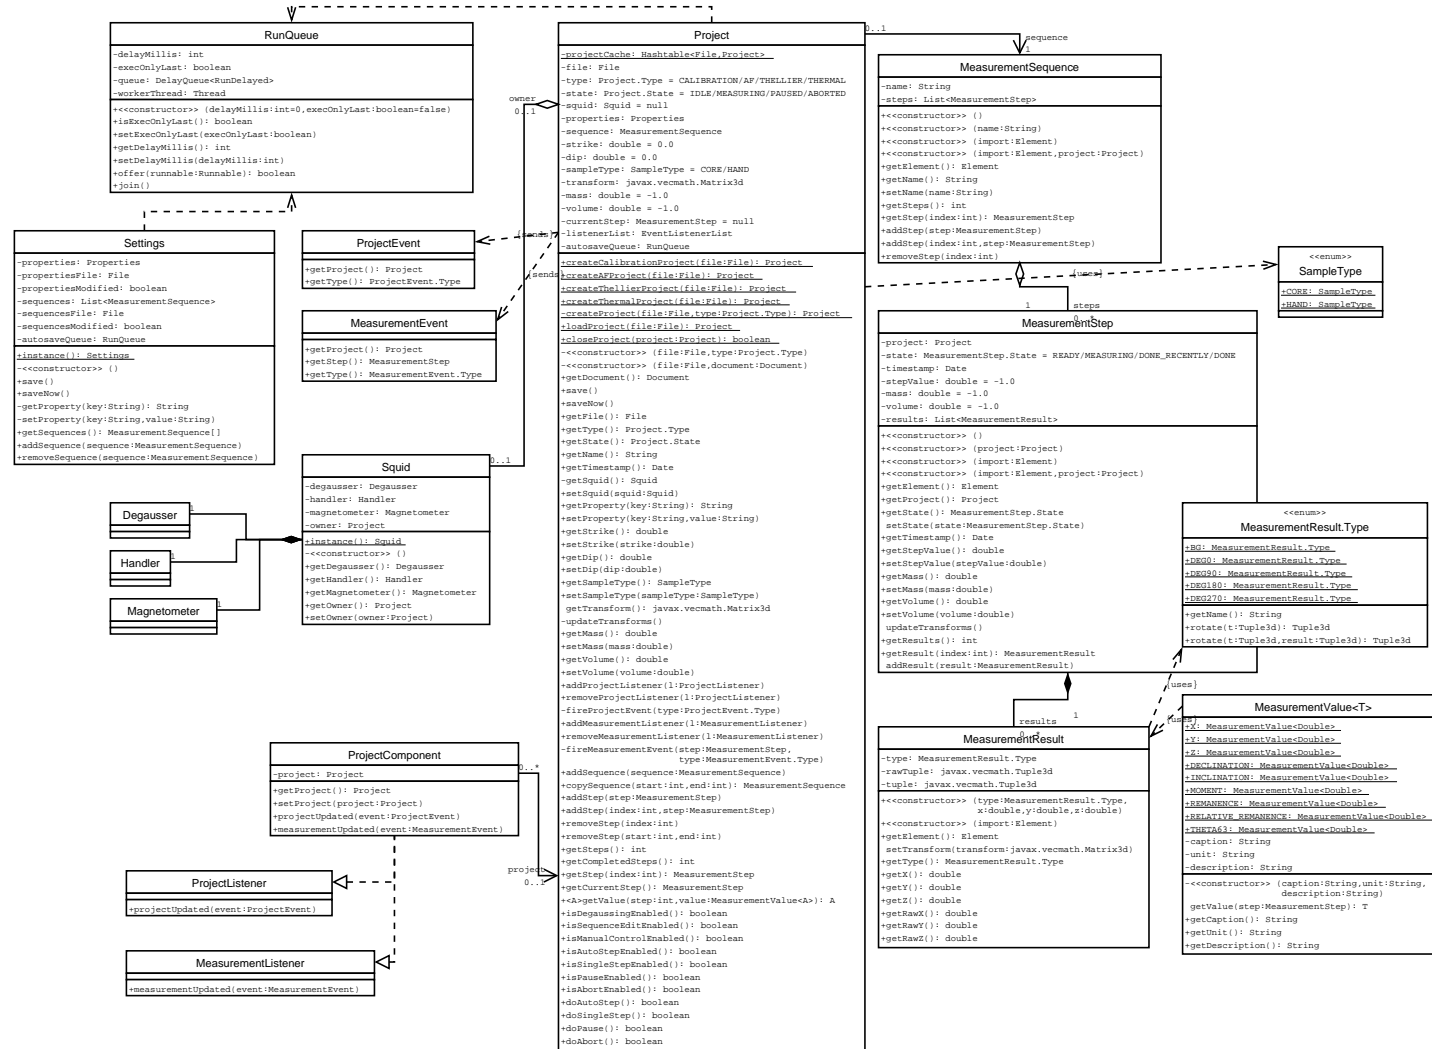 RunQueue
-delayMillis: int
-execOnlyLast: boolean
-queue: DelayQueue<RunDelayed>
-workerThread: Thread
+<<constructor>> (delayMillis:int=0,execOnlyLast:boolean=false)
+isExecOnlyLast(): boolean
+setExecOnlyLast(execOnlyLast:boolean)
+getDelayMillis(): int
+setDelayMillis(delayMillis:int)
+offer(runnable:Runnable): boolean
+join()
Settings
-properties: Properties
-propertiesFile: File
-propertiesModified: boolean
-sequences: List<MeasurementSequence>
-sequencesFile: File
-sequencesModified: boolean
-autosaveQueue: RunQueue
+instance(): Settings
-<<constructor>> ()
+save()
+saveNow()
-getProperty(key:String): String
-setProperty(key:String,value:String)
+getSequences(): MeasurementSequence[]
+addSequence(sequence:MeasurementSequence)
+removeSequence(sequence:MeasurementSequence)
ProjectEvent
+getProject(): Project
+getType(): ProjectEvent.Type
{sends}
MeasurementEvent
+getProject(): Project
+getStep(): MeasurementStep
+getType(): MeasurementEvent.Type
{sends}
owner
0..1
0..1
Squid
-degausser: Degausser
-handler: Handler
-magnetometer: Magnetometer
-owner: Project
+instance(): Squid
-<<constructor>> ()
+getDegausser(): Degausser
+getHandler(): Handler
+getMagnetometer(): Magnetometer
+getOwner(): Project
+setOwner(owner:Project)
Degausser
1
Handler
1
Magnetometer
1
ProjectComponent
-project: Project
+getProject(): Project
+setProject(project:Project)
+projectUpdated(event:ProjectEvent)
+measurementUpdated(event:MeasurementEvent)
0..*
project
0..1
ProjectListener
+projectUpdated(event:ProjectEvent)
MeasurementListener
+measurementUpdated(event:MeasurementEvent)
Project
-projectCache: Hashtable<File,Project>
-file: File
-type: Project.Type = CALIBRATION/AF/THELLIER/THERMAL
-state: Project.State = IDLE/MEASURING/PAUSED/ABORTED
-squid: Squid = null
-properties: Properties
-sequence: MeasurementSequence
-strike: double = 0.0
-dip: double = 0.0
-sampleType: SampleType = CORE/HAND
-transform: javax.vecmath.Matrix3d
-mass: double = -1.0
-volume: double = -1.0
-currentStep: MeasurementStep = null
-listenerList: EventListenerList
-autosaveQueue: RunQueue
+createCalibrationProject(file:File): Project
+createAFProject(file:File): Project
+createThellierProject(file:File): Project
+createThermalProject(file:File): Project
-createProject(file:File,type:Project.Type): Project
+loadProject(file:File): Project
+closeProject(project:Project): boolean
-<<constructor>> (file:File,type:Project.Type)
-<<constructor>> (file:File,document:Document)
+getDocument(): Document
+save()
+saveNow()
+getFile(): File
+getType(): Project.Type
+getState(): Project.State
+getName(): String
+getTimestamp(): Date
-getSquid(): Squid
+setSquid(squid:Squid)
+getProperty(key:String): String
+setProperty(key:String,value:String)
+getStrike(): double
+setStrike(strike:double)
+getDip(): double
+setDip(dip:double)
+getSampleType(): SampleType
+setSampleType(sampleType:SampleType)
getTransform(): javax.vecmath.Matrix3d
-updateTransforms()
+getMass(): double
+setMass(mass:double)
+getVolume(): double
+setVolume(volume:double)
+addProjectListener(l:ProjectListener)
+removeProjectListener(l:ProjectListener)
-fireProjectEvent(type:ProjectEvent.Type)
+addMeasurementListener(l:MeasurementListener)
+removeMeasurementListener(l:MeasurementListener)
-fireMeasurementEvent(step:MeasurementStep,
type:MeasurementEvent.Type)
+addSequence(sequence:MeasurementSequence)
+copySequence(start:int,end:int): MeasurementSequence
+addStep(step:MeasurementStep)
+addStep(index:int,step:MeasurementStep)
+removeStep(index:int)
+removeStep(start:int,end:int)
+getSteps(): int
+getCompletedSteps(): int
+getStep(index:int): MeasurementStep
+getCurrentStep(): MeasurementStep
+<A>getValue(step:int,value:MeasurementValue<A>): A
+isDegaussingEnabled(): boolean
+isSequenceEditEnabled(): boolean
+isManualControlEnabled(): boolean
+isAutoStepEnabled(): boolean
+isSingleStepEnabled(): boolean
+isPauseEnabled(): boolean
+isAbortEnabled(): boolean
+doAutoStep(): boolean
+doSingleStep(): boolean
+doPause(): boolean
+doAbort(): boolean
0..1
sequence
1
MeasurementSequence
-name: String
-steps: List<MeasurementStep>
+<<constructor>> ()
+<<constructor>> (name:String)
+<<constructor>> (import:Element)
+<<constructor>> (import:Element,project:Project)
+getElement(): Element
+getName(): String
+setName(name:String)
+getSteps(): int
+getStep(index:int): MeasurementStep
+addStep(step:MeasurementStep)
+addStep(index:int,step:MeasurementStep)
+removeStep(index:int)
{uses}
1
steps
0..*
<<enum>>
SampleType
+CORE: SampleType
+HAND: SampleType
MeasurementStep
-project: Project
-state: MeasurementStep.State = READY/MEASURING/DONE_RECENTLY/DONE
-timestamp: Date
-stepValue: double = -1.0
-mass: double = -1.0
-volume: double = -1.0
-results: List<MeasurementResult>
+<<constructor>> ()
+<<constructor>> (project:Project)
+<<constructor>> (import:Element)
+<<constructor>> (import:Element,project:Project)
+getElement(): Element
+getProject(): Project
+getState(): MeasurementStep.State
setState(state:MeasurementStep.State)
+getTimestamp(): Date
+getStepValue(): double
+setStepValue(stepValue:double)
+getMass(): double
+setMass(mass:double)
+getVolume(): double
+setVolume(volume:double)
updateTransforms()
+getResults(): int
+getResult(index:int): MeasurementResult
addResult(result:MeasurementResult)
<<enum>>
MeasurementResult.Type
+BG: MeasurementResult.Type
+DEG0: MeasurementResult.Type
+DEG90: MeasurementResult.Type
+DEG180: MeasurementResult.Type
+DEG270: MeasurementResult.Type
+getName(): String
+rotate(t:Tuple3d): Tuple3d
+rotate(t:Tuple3d,result:Tuple3d): Tuple3d
{uses}
{uses}
1
results
0..*
MeasurementResult
-type: MeasurementResult.Type
-rawTuple: javax.vecmath.Tuple3d
-tuple: javax.vecmath.Tuple3d
+<<constructor>> (type:MeasurementResult.Type,
x:double,y:double,z:double)
+<<constructor>> (import:Element)
+getElement(): Element
setTransform(transform:javax.vecmath.Matrix3d)
+getType(): MeasurementResult.Type
+getX(): double
+getY(): double
+getZ(): double
+getRawX(): double
+getRawY(): double
+getRawZ(): double
MeasurementValue<T>
+X: MeasurementValue<Double>
+Y: MeasurementValue<Double>
+Z: MeasurementValue<Double>
+DECLINATION: MeasurementValue<Double>
+INCLINATION: MeasurementValue<Double>
+MOMENT: MeasurementValue<Double>
+REMANENCE: MeasurementValue<Double>
+RELATIVE_REMANENCE: MeasurementValue<Double>
+THETA63: MeasurementValue<Double>
-caption: String
-unit: String
-description: String
-<<constructor>> (caption:String,unit:String,
description:String)
getValue(step:MeasurementStep): T
+getCaption(): String
+getUnit(): String
+getDescription(): String